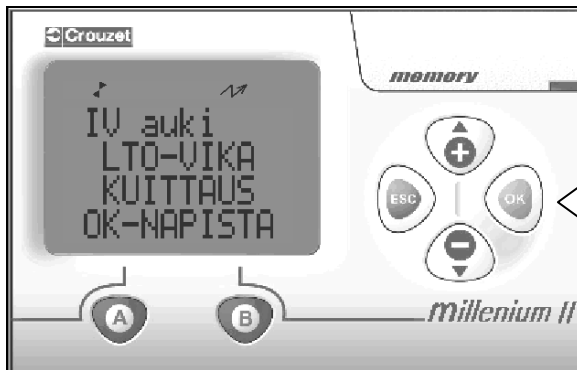 Crouzet
memory
IV auki
LTO-VIKA
KUITTAUS
OK-NAPISTA
ESC
OK
A
B
millenium II